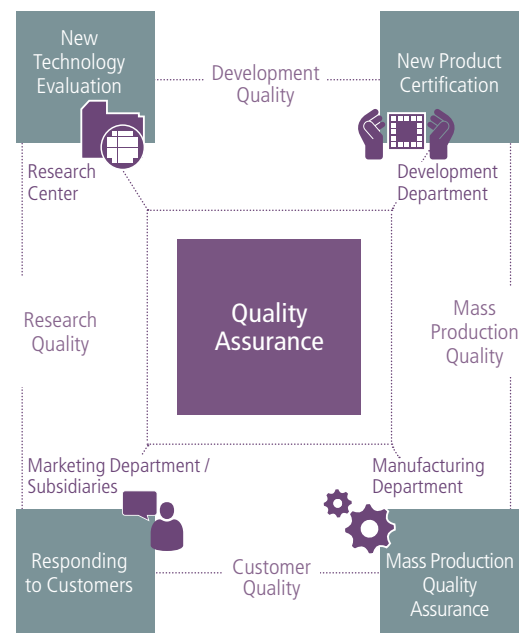 New
Technology
Evaluation
Development
Quality
New Product
Certification
Research
Center
Development
Department
Research
Quality
Quality
Assurance
Mass
Production
Quality
Marketing Department /
Subsidiaries
Manufacturing
Department
Responding
to Customers
Customer
Quality
Mass Production
Quality
Assurance